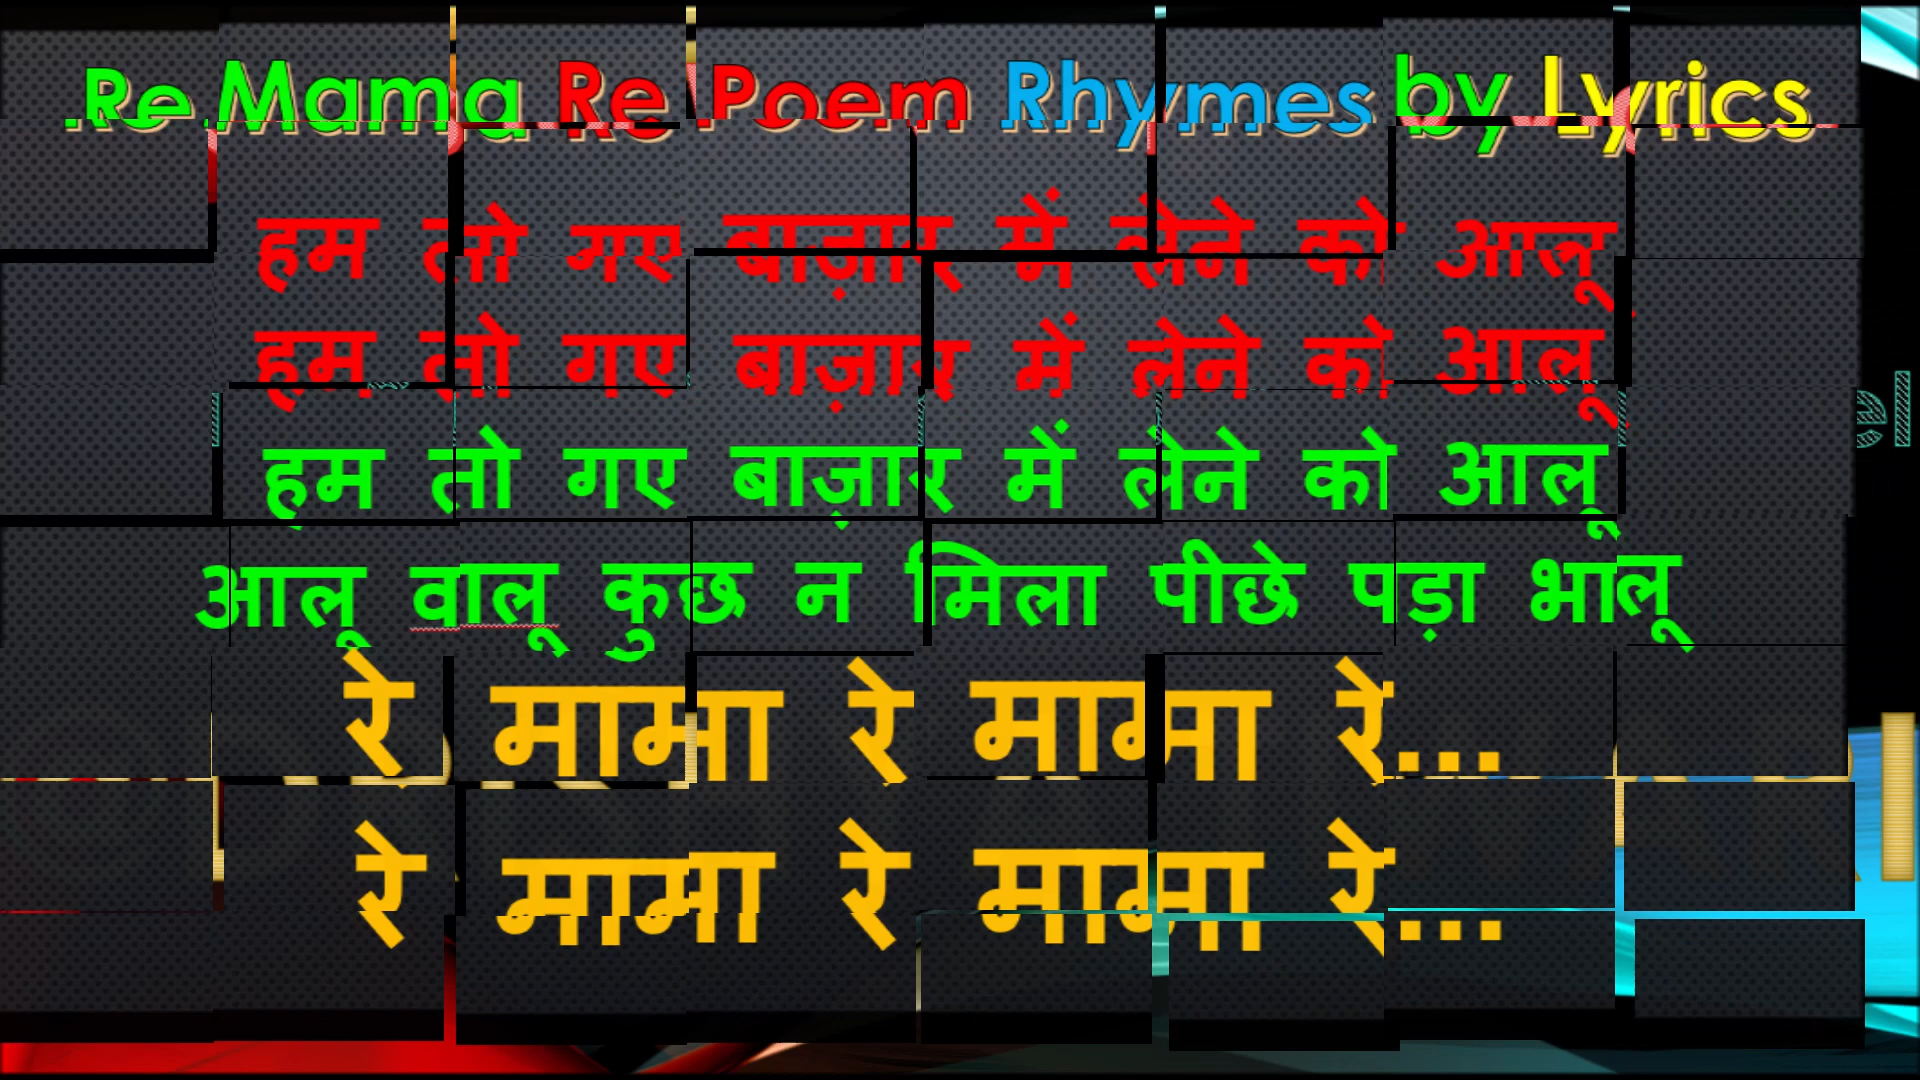 Re Mama Re Poem Rhymes by Lyrics
हम तो गए बाज़ार में लेने को आलू
हम तो गए बाज़ार में लेने को आलू
हम तो गए बाज़ार में लेने को आलू
आलू वालू कुछ न मिला पीछे पड़ा भालू
रे मामा रे मामा रे...
रे मामा रे मामा रे...